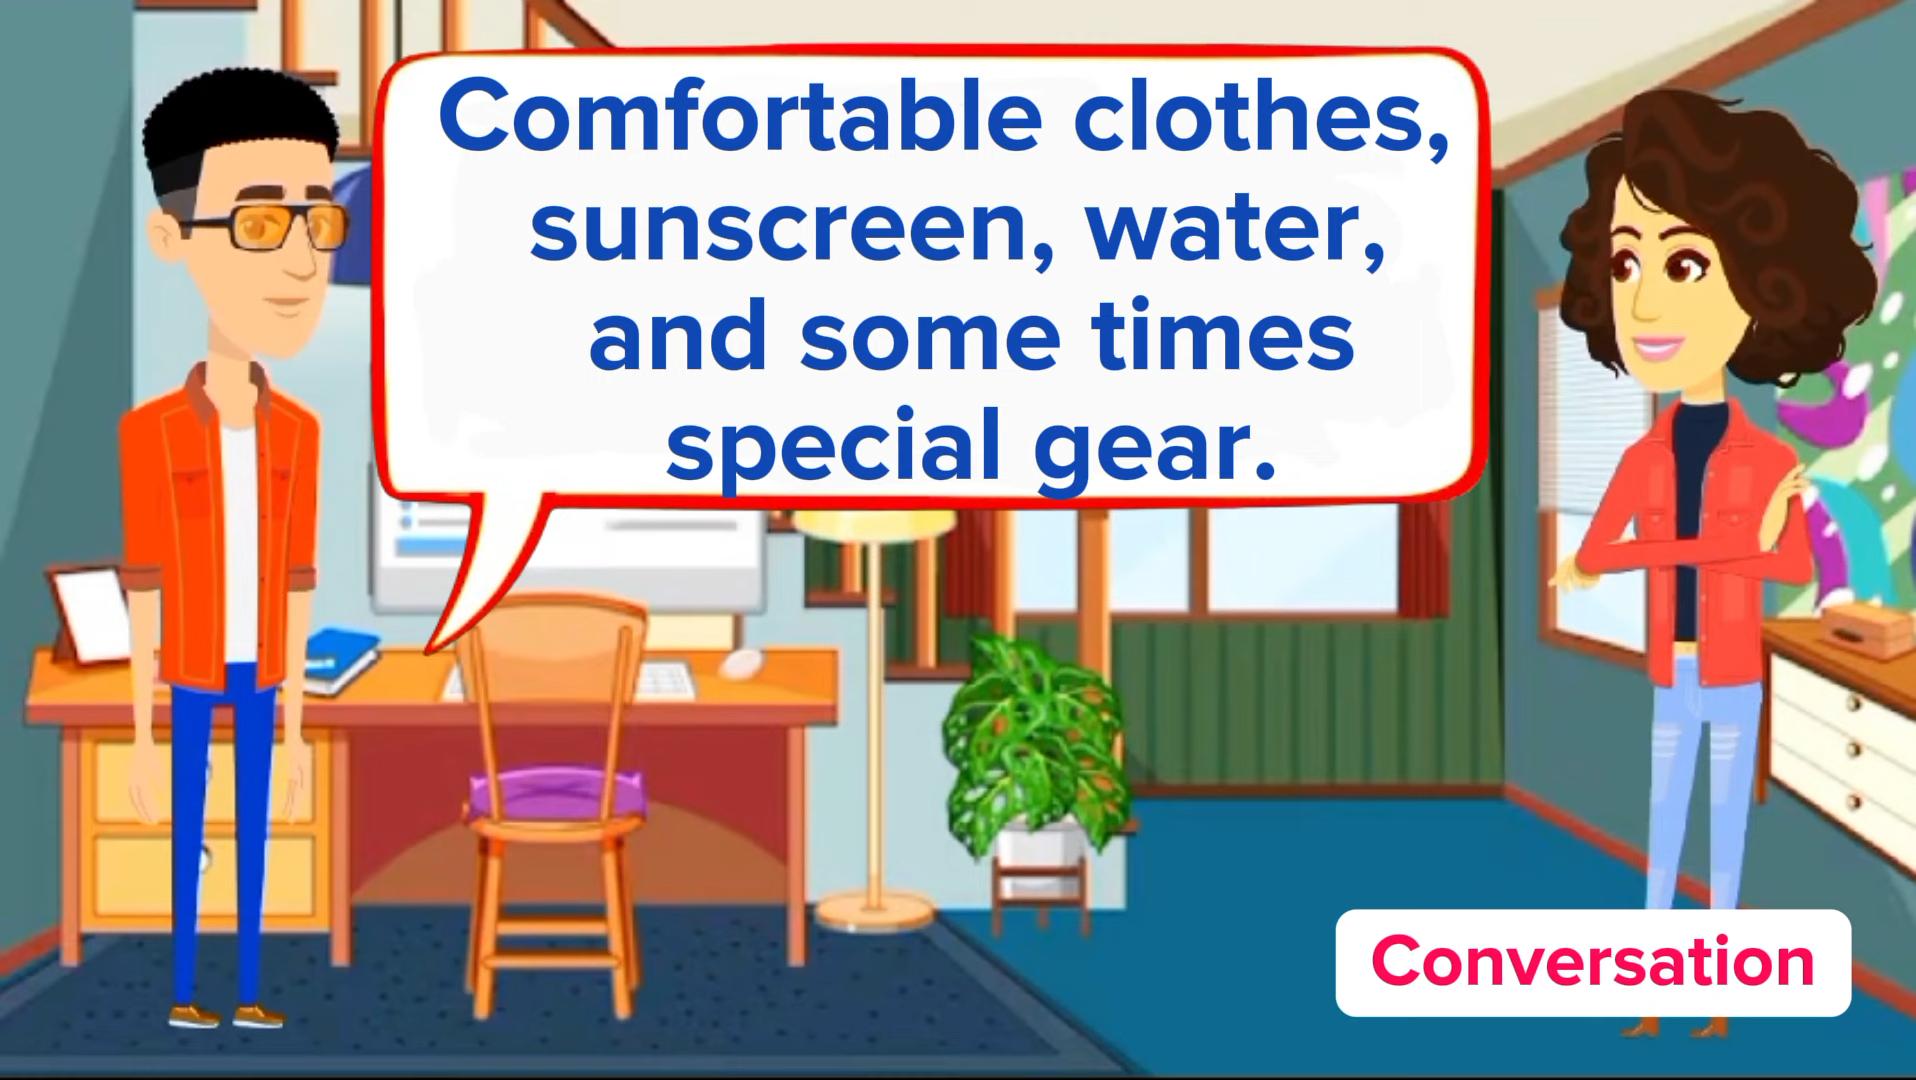 Comfortable clothes,
sunscreen, water,
and some times
special gear.
Conversation